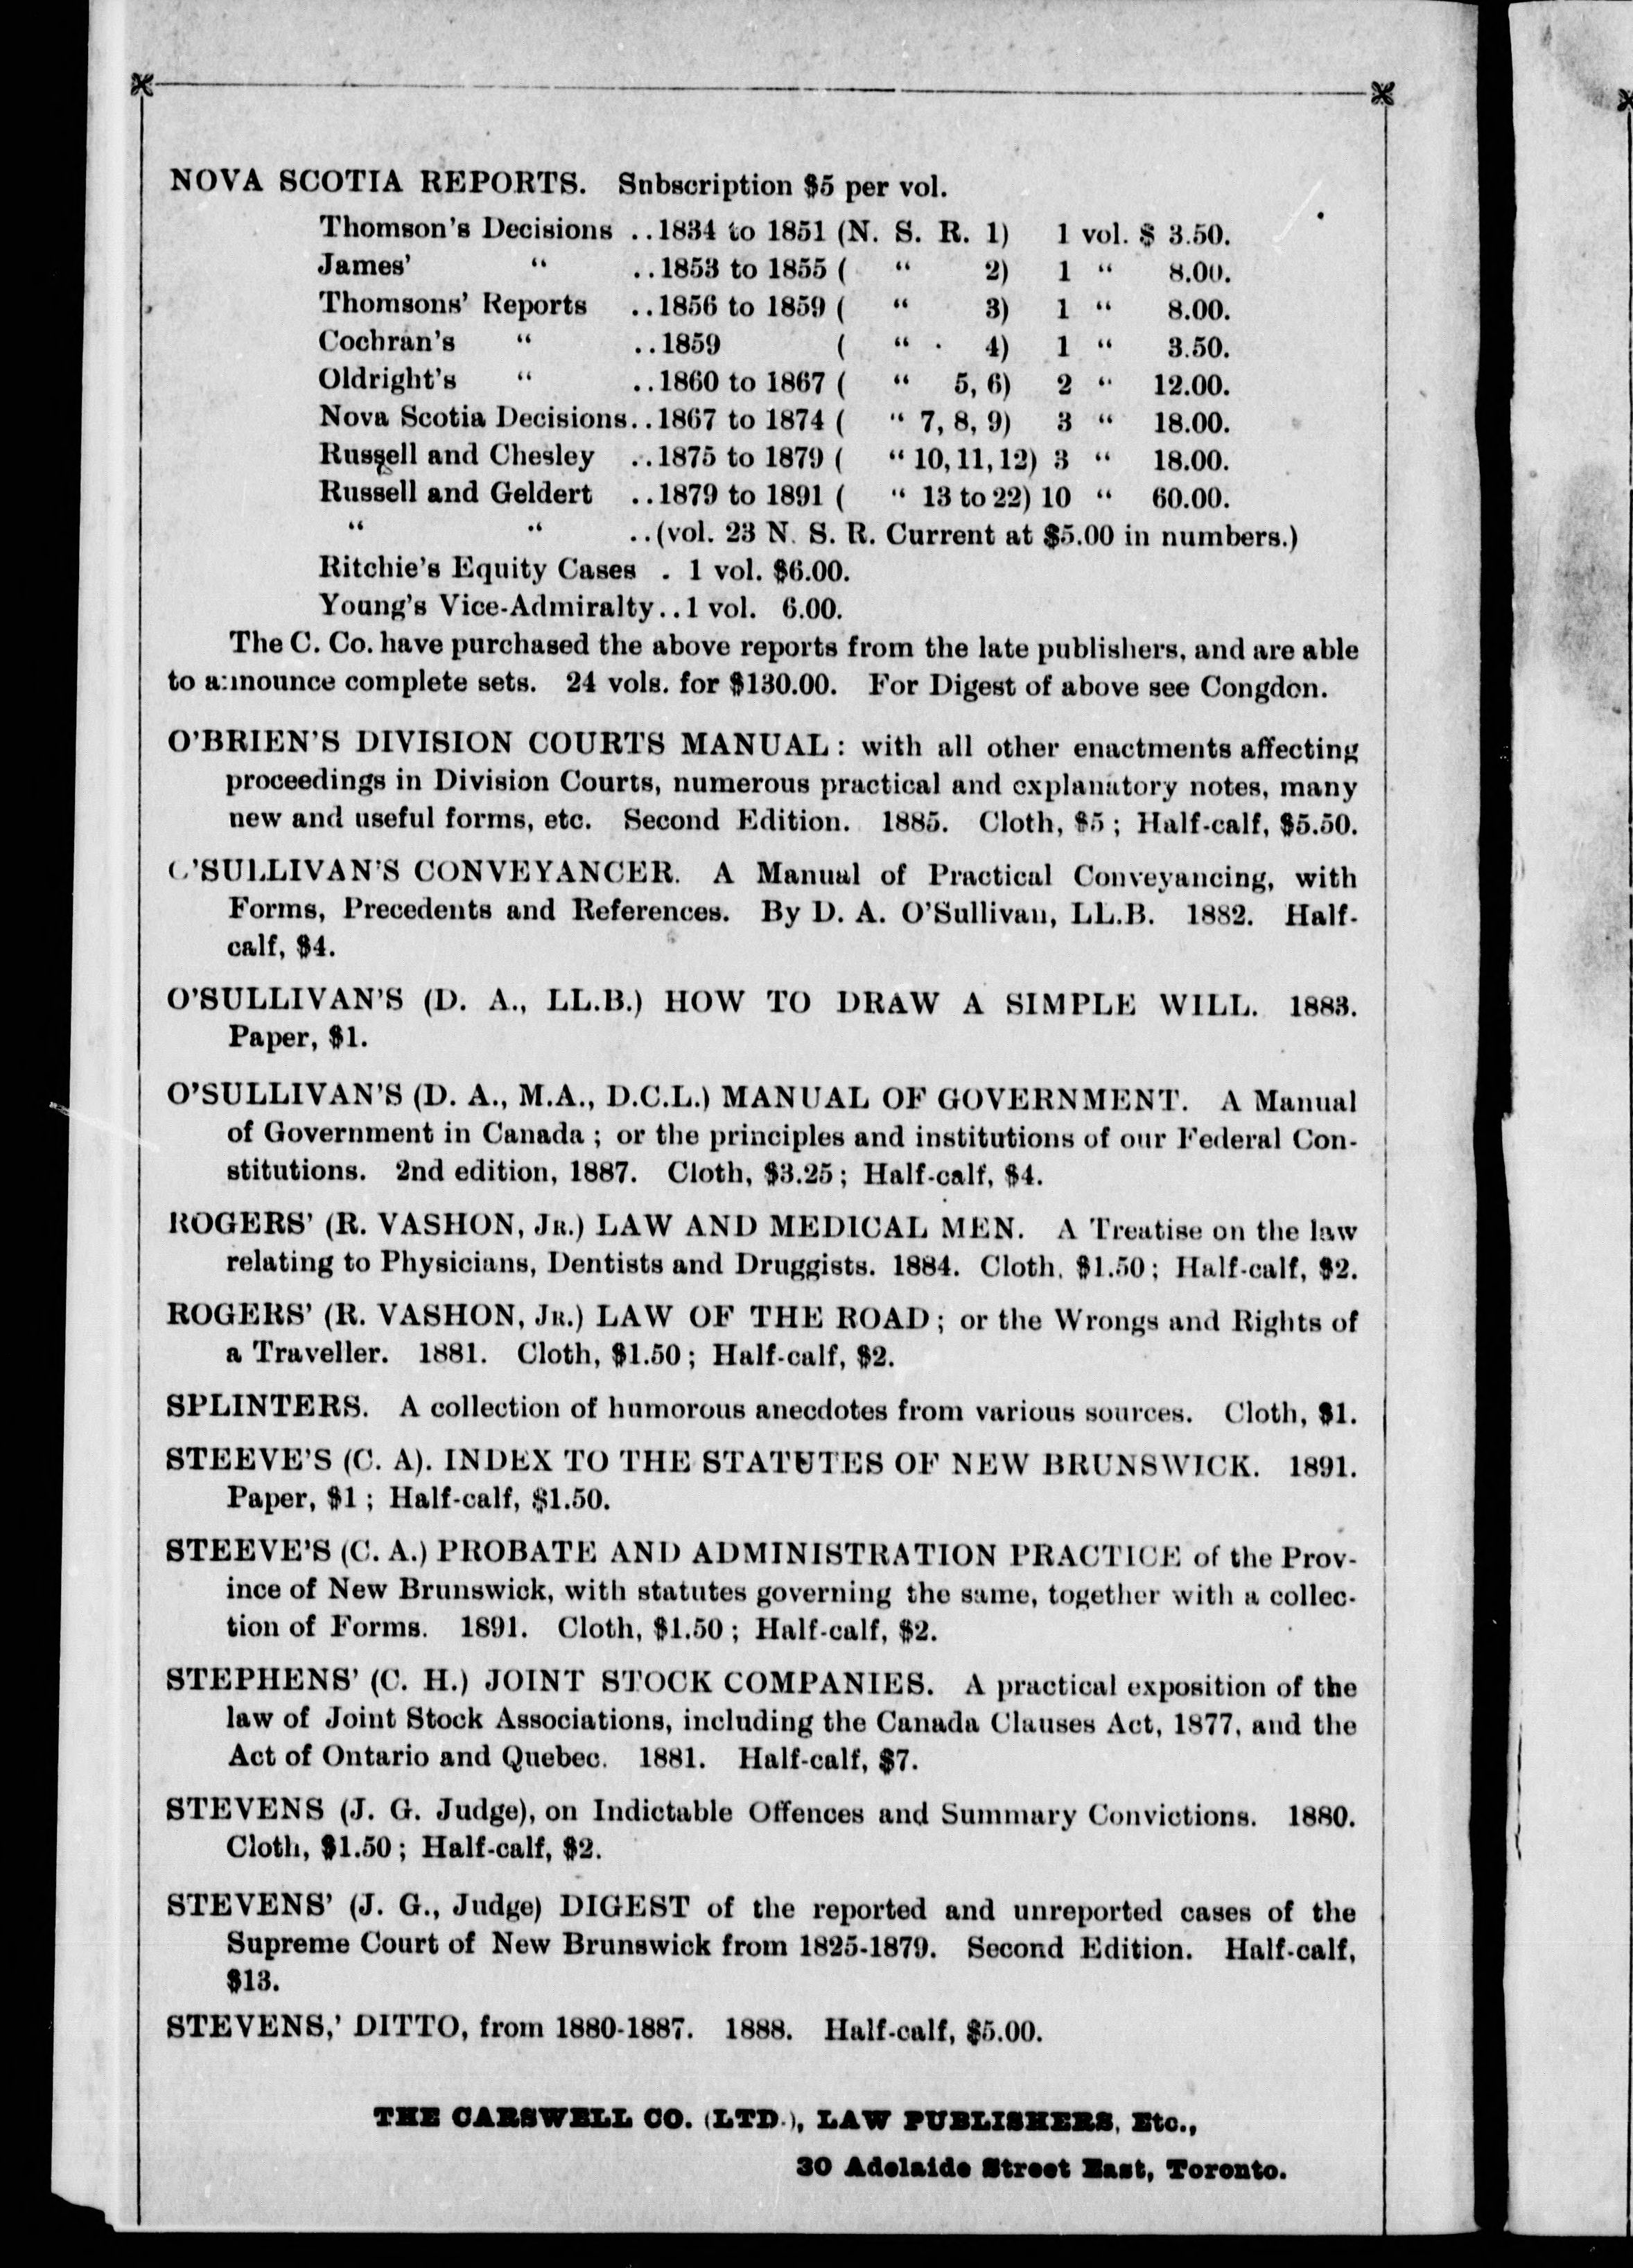 NOVA SCOTIA REPORTS. Snbscription $5 per vol.
Thomson's Decisions ..1834 to 1851 (N. S. R. 1) 1 vol. $ 3.50.
James' “ ..1853 to 1855 ( “ 2) 1 “ 8.00.
Thomsons' Reports ..1856 to 1859 ( “ 3) 1 “ 8.00.
Cochran's “ ..1859 ( “ 4) 1 “ 3.50.
Oldright's “ ..1860 to 1867 ( “ 5, 6) 2 “ 12.00.
Nova Scotia Decisions..1867 to 1874 ( “ 7, 8, 9) 3 “ 18.00.
Russell and Chesley ..1875 to 1879 ( “ 10, 11, 12) 3 “ 18.00.
Russell and Geldert ..1879 to 1891 ( “ 13 to 22) 10 “ 60.00.
“ “ ..(vol. 23 N. S. R. Current at $5.00 in numbers.)
Ritchie's Equity Cases . 1 vol. $6.00.
Young's Vice-Admiralty..1 vol. 6.00.
The C. Co. have purchased the above reports from the late publishers, and are able
to announce complete sets. 24 vols. for $130.00. For Digest of above see Congdon.
O'BRIEN'S DIVISION COURTS MANUAL: with all other enactments affecting
proceedings in Division Courts, numerous practical and explanatory notes, many
new and useful forms, etc. Second Edition. 1885. Cloth, $5; Half-calf, $5.50.
O'SULLIVAN'S CONVEYANCER. A Manual of Practical Conveyancing, with
Forms, Precedents and References. By D. A. O'Sullivan, LL.B. 1882. Half-
calf, $4.
O'SULLIVAN'S (D. A., LL.B.) HOW TO DRAW A SIMPLE WILL. 1883.
Paper, $1.
O'SULLIVAN'S (D. A., M.A., D.C.L.) MANUAL OF GOVERNMENT. A Manual
of Government in Canada; or the principles and institutions of our Federal Con-
stitutions. 2nd edition, 1887. Cloth, $3.25; Half-calf, $4.
ROGERS' (R. VASHON, JR.) LAW AND MEDICAL MEN. A Treatise on the law
relating to Physicians, Dentists and Druggists. 1884. Cloth, $1.50; Half-calf, $2.
ROGERS' (R. VASHON, JR.) LAW OF THE ROAD; or the Wrongs and Rights of
a Traveller. 1881. Cloth, $1.50; Half-calf, $2.
SPLINTERS. A collection of humorous anecdotes from various sources. Cloth, $1.
STEEVE'S (C. A). INDEX TO THE STATUTES OF NEW BRUNSWICK. 1891.
Paper, $1; Half-calf, $1.50.
STEEVE'S (C. A.) PROBATE AND ADMINISTRATION PRACTICE of the Prov-
ince of New Brunswick, with statutes governing the same, together with a collec-
tion of Forms. 1891. Cloth, $1.50; Half-calf, $2.
STEPHENS' (C. H.) JOINT STOCK COMPANIES. A practical exposition of the
law of Joint Stock Associations, including the Canada Clauses Act, 1877, and the
Act of Ontario and Quebec. 1881. Half-calf, $7.
STEVENS (J. G. Judge), on Indictable Offences and Summary Convictions. 1880.
Cloth, $1.50; Half-calf, $2.
STEVENS' (J. G., Judge) DIGEST of the reported and unreported cases of the
Supreme Court of New Brunswick from 1825-1879. Second Edition. Half-calf,
$13.
STEVENS,' DITTO, from 1880-1887. 1888. Half-calf, $5.00.
THE CARSWELL CO. (LTD.), LAW PUBLISHERS, Etc.,
30 Adelaide Street East, Toronto.